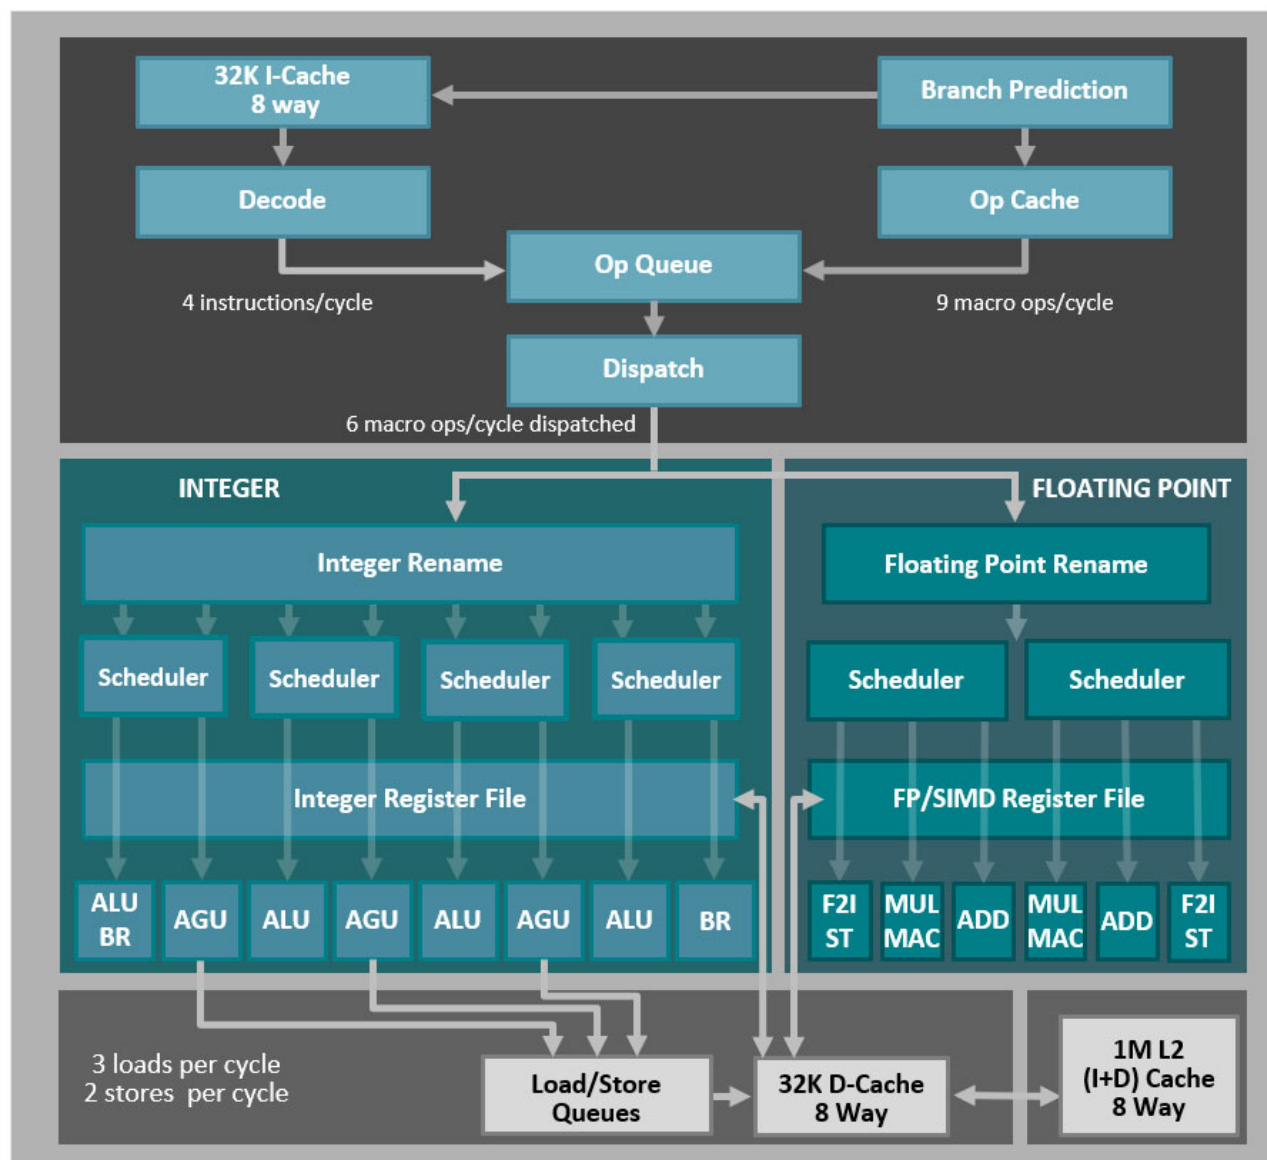 32K I-Cache
8 way
Branch Prediction
Decode
Op Cache
Op Queue
4 instructions/cycle
9 macro ops/cycle
Dispatch
6 macro ops/cycle dispatched
INTEGER
FLOATING POINT
Integer Rename
Floating Point Rename
Scheduler
Scheduler
Scheduler
Scheduler
Scheduler
Scheduler
Integer Register File
FP/SIMD Register File
ALU
BR
AGU
ALU
AGU
ALU
AGU
ALU
BR
F2I
ST
MUL
MAC
ADD
MUL
MAC
ADD
F2I
ST
3 loads per cycle
2 stores per cycle
Load/Store
Queues
32K D-Cache
8 Way
1M L2
(I+D) Cache
8 Way